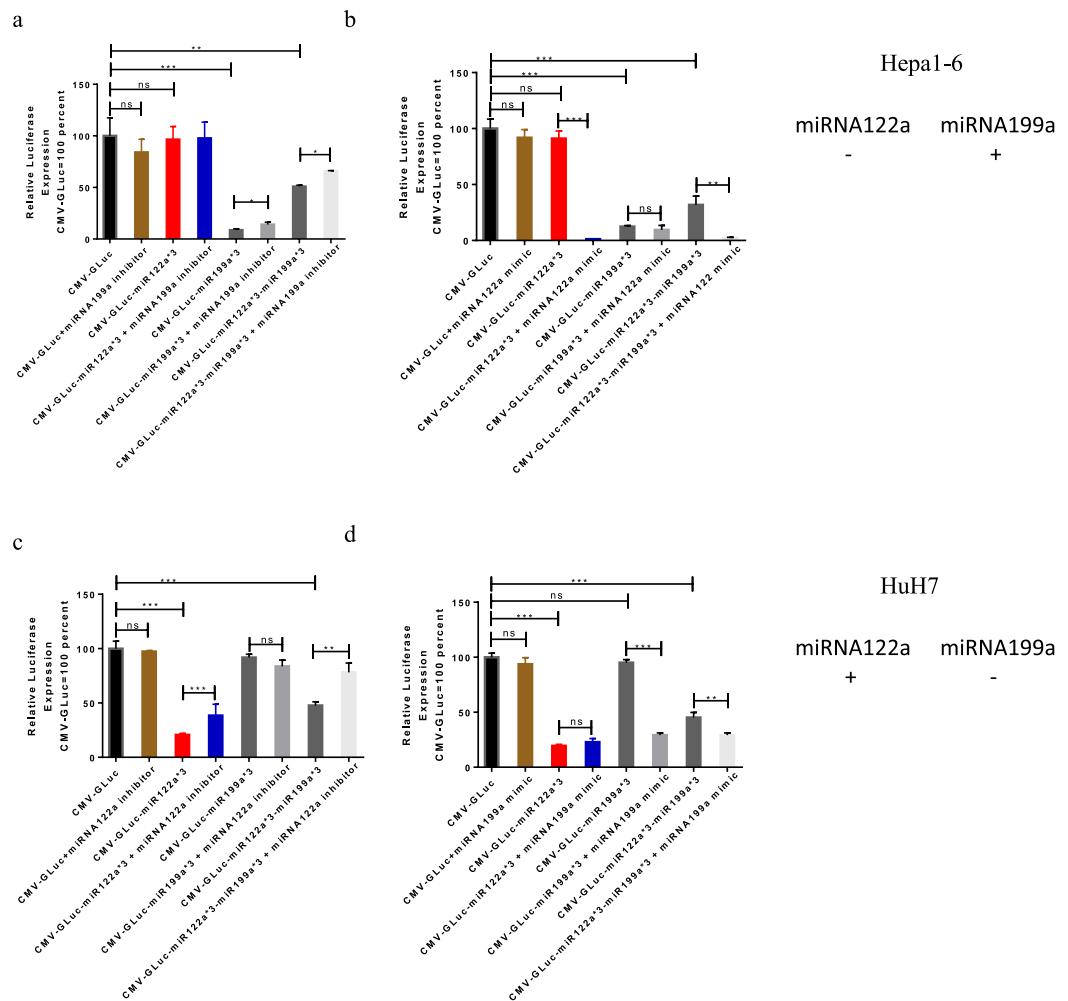 a
Relative Luciferase
Expression
CMV-GLuc=100 percent
150
100
50
0
**
***
ns
ns
*
*
CMV-GLuc
CMV-GLuc+miRNA199a inhibitor
CMV-GLuc-miR122a*3
CMV-GLuc-miR122a*3 + miRNA199a inhibitor
CMV-GLuc-miR199a*3
CMV-GLuc-miR199a*3 + miRNA199a inhibitor
CMV-GLuc-miR122a*3-miR199a*3
CMV-GLuc-miR122a*3-miR199a*3 + miRNA199a inhibitor
b
Relative Luciferase
Expression
CMV-GLuc=100 percent
150
100
50
0
***
***
ns
ns
***
ns
**
CMV-GLuc
CMV-GLuc+miRNA122a mimic
CMV-GLuc-miR122a*3
CMV-GLuc-miR122a*3 + miRNA122a mimic
CMV-GLuc-miR199a*3
CMV-GLuc-miR199a*3 + miRNA122a mimic
CMV-GLuc-miR122a*3-miR199a*3
CMV-GLuc-miR122a*3-miR199a*3 + miRNA122 mimic
Hepa1-6
miRNA122a miRNA199a
- +
c
Relative Luciferase
Expression
CMV-GLuc=100 percent
150
100
50
0
***
***
ns
***
ns
**
CMV-GLuc
CMV-GLuc+miRNA122a inhibitor
CMV-GLuc-miR122a*3
CMV-GLuc-miR122a*3 + miRNA122a inhibitor
CMV-GLuc-miR199a*3
CMV-GLuc-miR199a*3 + miRNA122a inhibitor
CMV-GLuc-miR122a*3-miR199a*3
CMV-GLuc-miR122a*3-miR199a*3 + miRNA122a inhibitor
d
Relative Luciferase
Expression
CMV-GLuc=100 percent
150
100
50
0
***
ns
***
ns
***
ns
**
CMV-GLuc
CMV-GLuc+miRNA199a mimic
CMV-GLuc-miR122a*3
CMV-GLuc-miR122a*3 + miRNA199a mimic
CMV-GLuc-miR199a*3
CMV-GLuc-miR199a*3 + miRNA199a mimic
CMV-GLuc-miR122a*3-miR199a*3
CMV-GLuc-miR122a*3-miR199a*3 + miRNA199a mimic
HuH7
miRNA122a miRNA199a
+ -